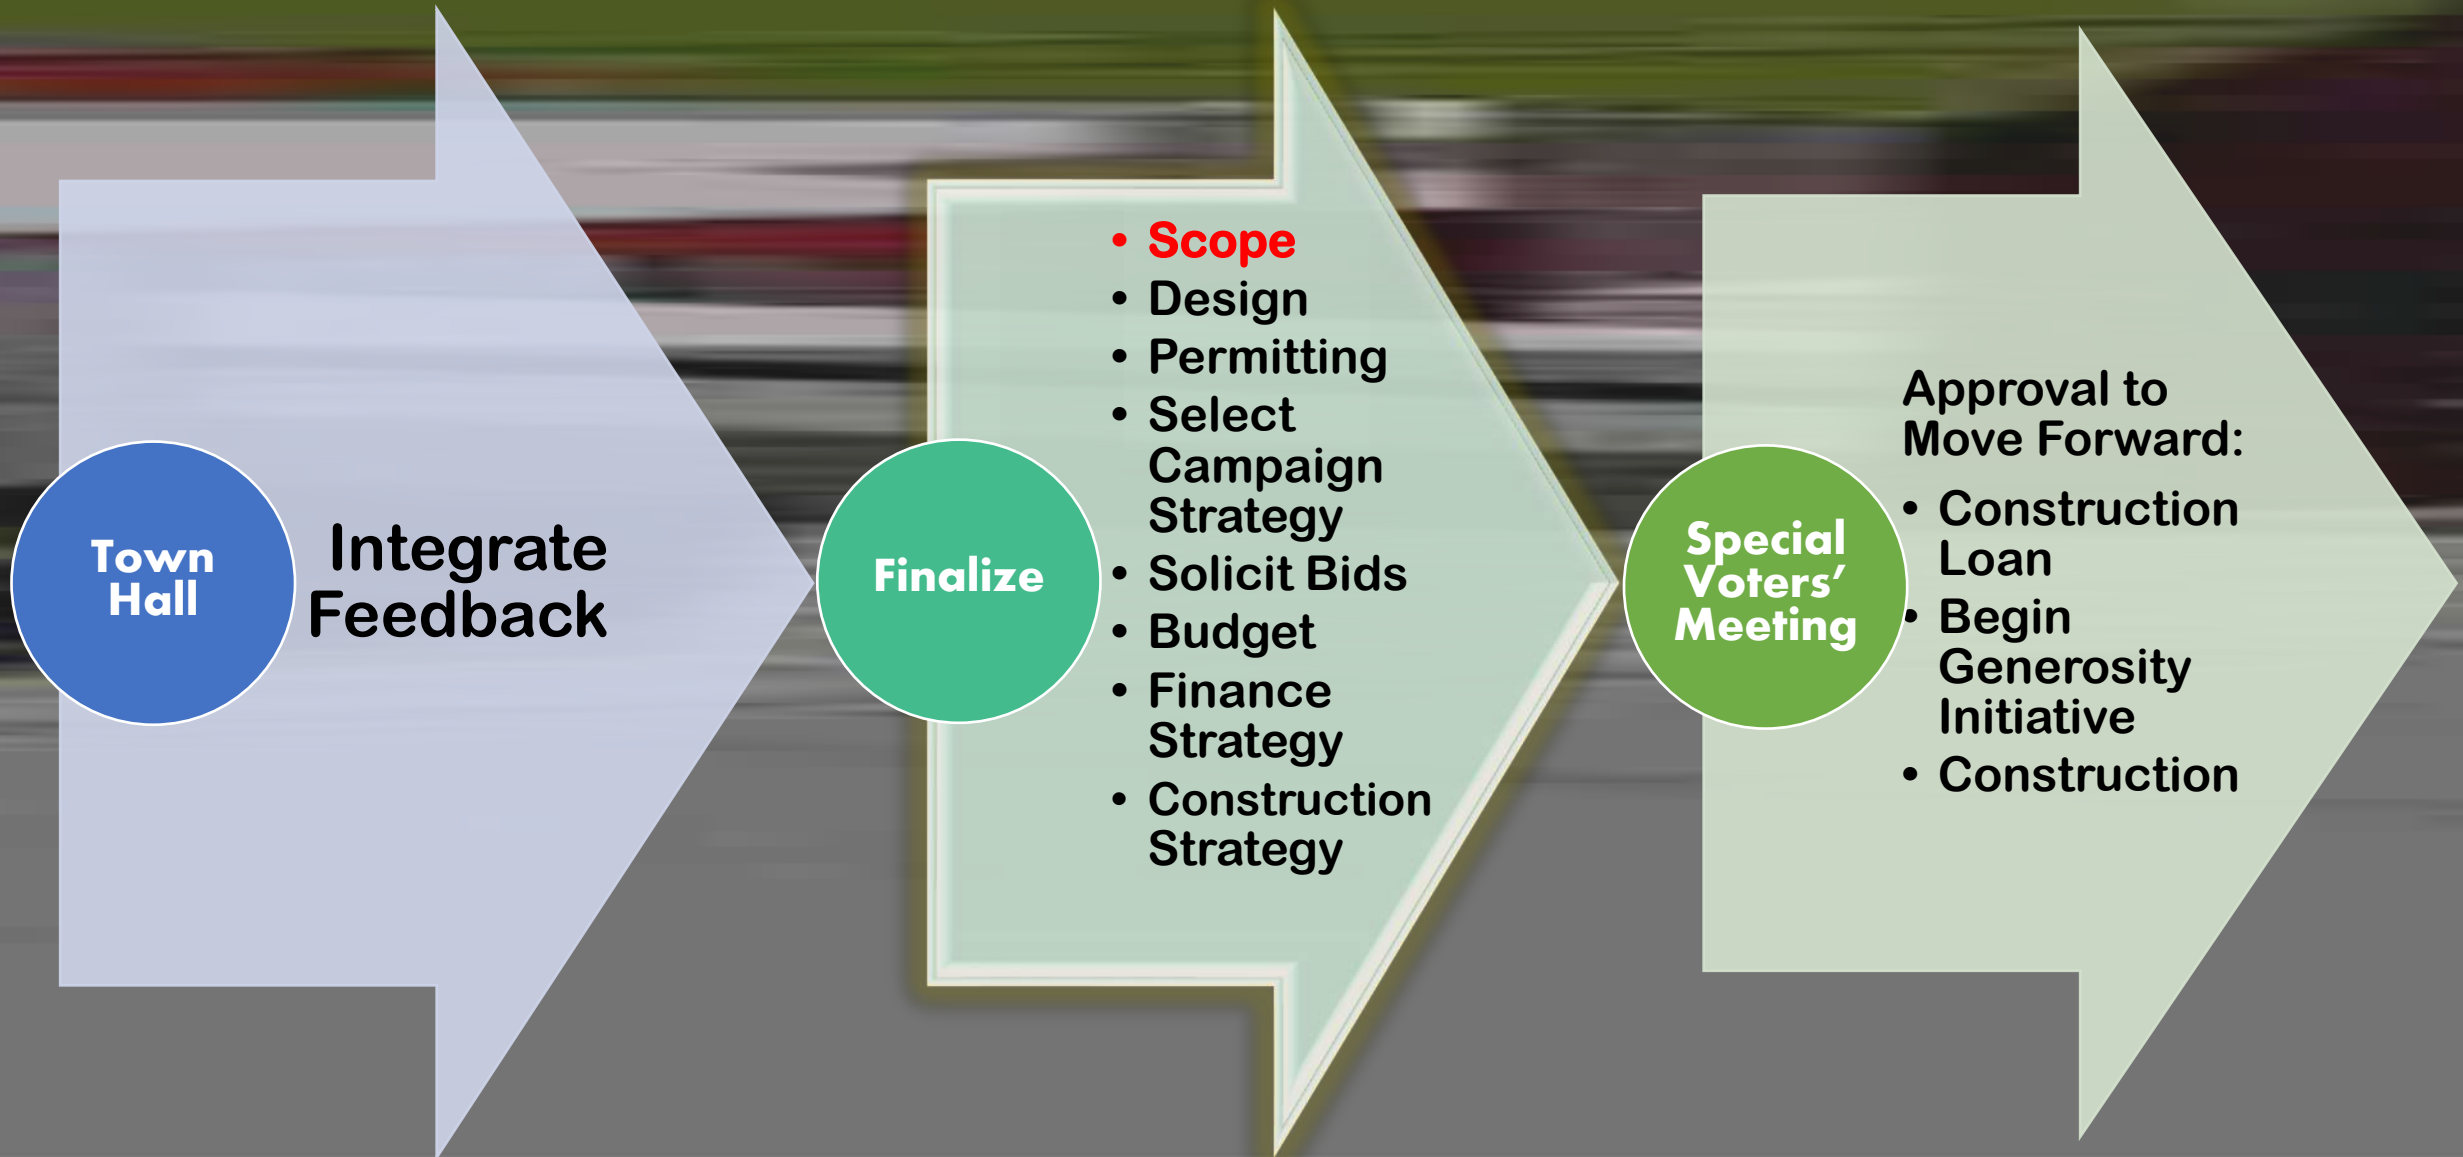 Town
Hall
Integrate
Feedback
Finalize
• Scope
• Design
• Permitting
• Select
Campaign
Strategy
• Solicit Bids
• Budget
• Finance
Strategy
• Construction
Strategy
Special
Voters’
Meeting
Approval to
Move Forward:
• Construction
Loan
• Begin
Generosity
Initiative
• Construction